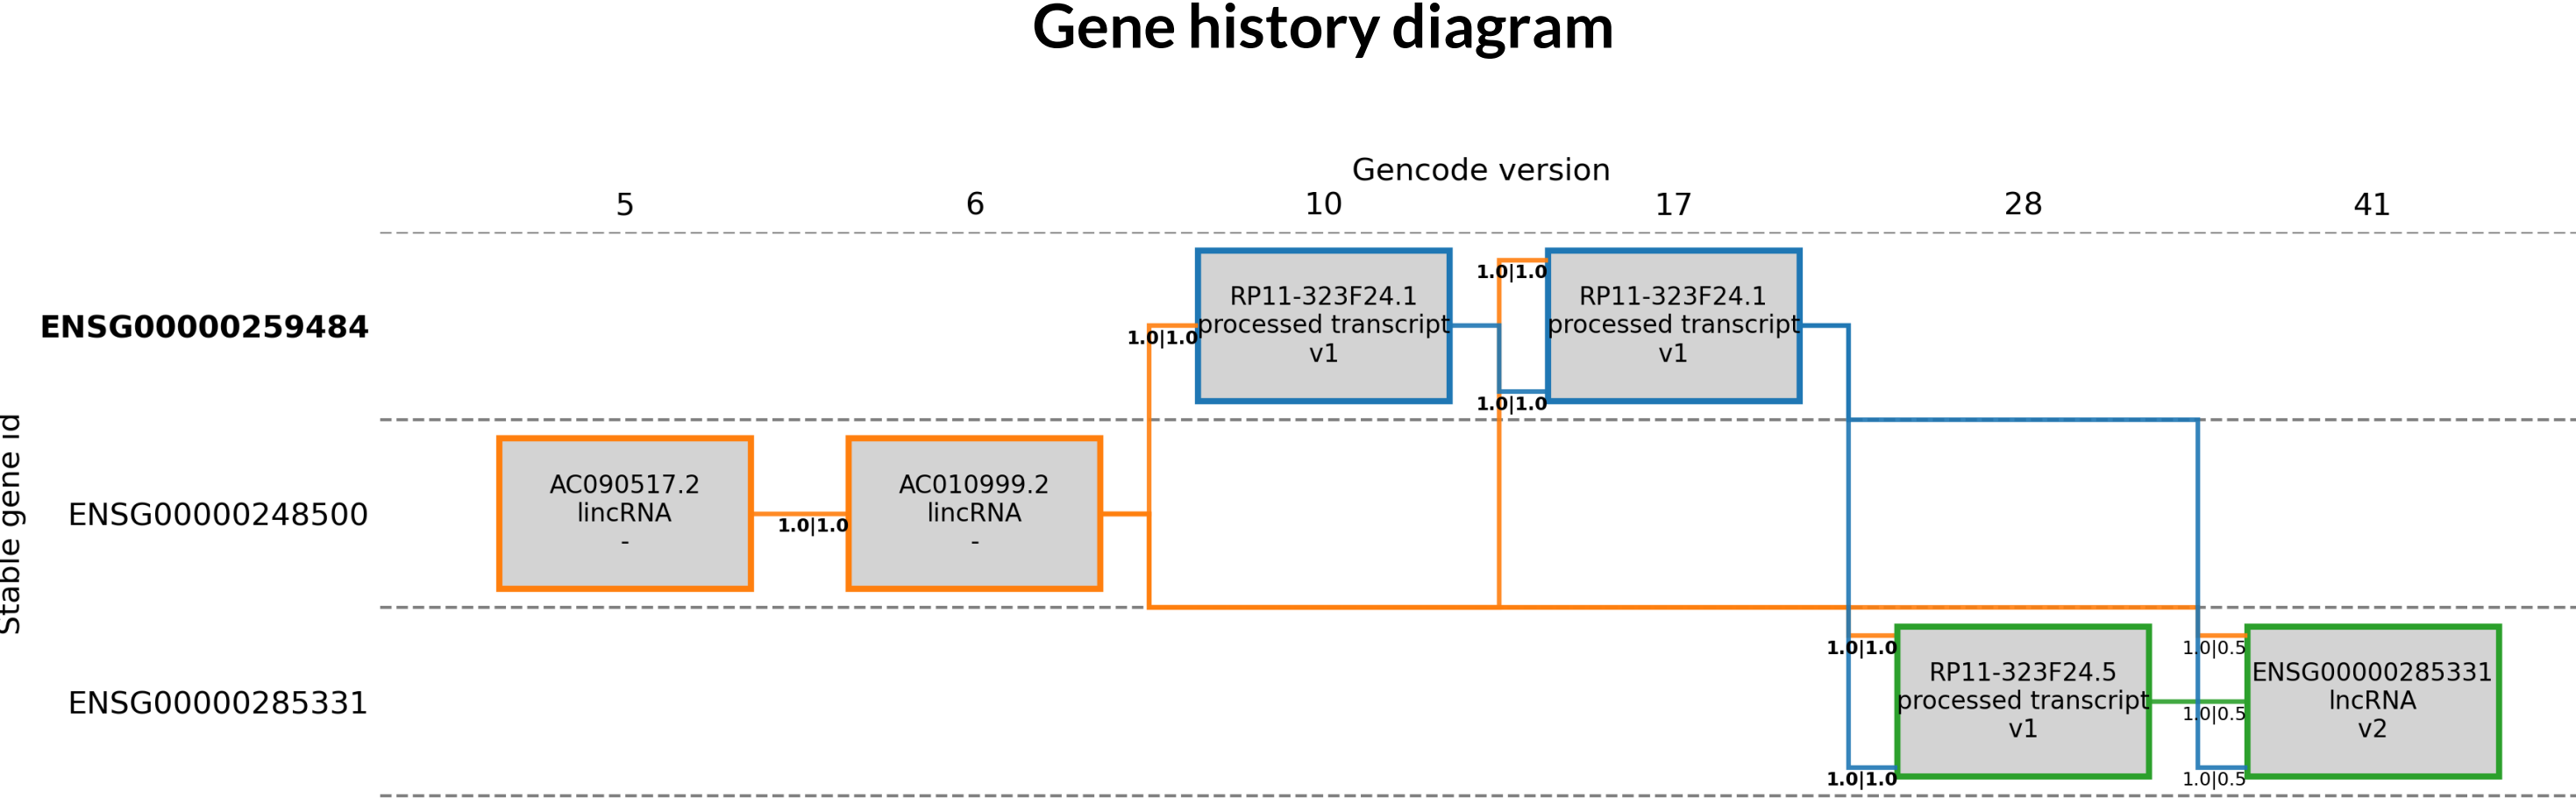 Gene history diagram
Gencode version
5 6 10 17 28 41
Stable gene id
ENSG00000259484
1.0|1.0
RP11-323F24.1
processed transcript
v1
1.0|1.0
1.0|1.0
RP11-323F24.1
processed transcript
v1
ENSG00000248500
AC090517.2
lincRNA
-
1.0|1.0
AC010999.2
lincRNA
-
ENSG00000285331
1.0|1.0
1.0|1.0
RP11-323F24.5
processed transcript
v1
1.0|0.5
1.0|0.5
1.0|0.5
ENSG00000285331
lncRNA
v2